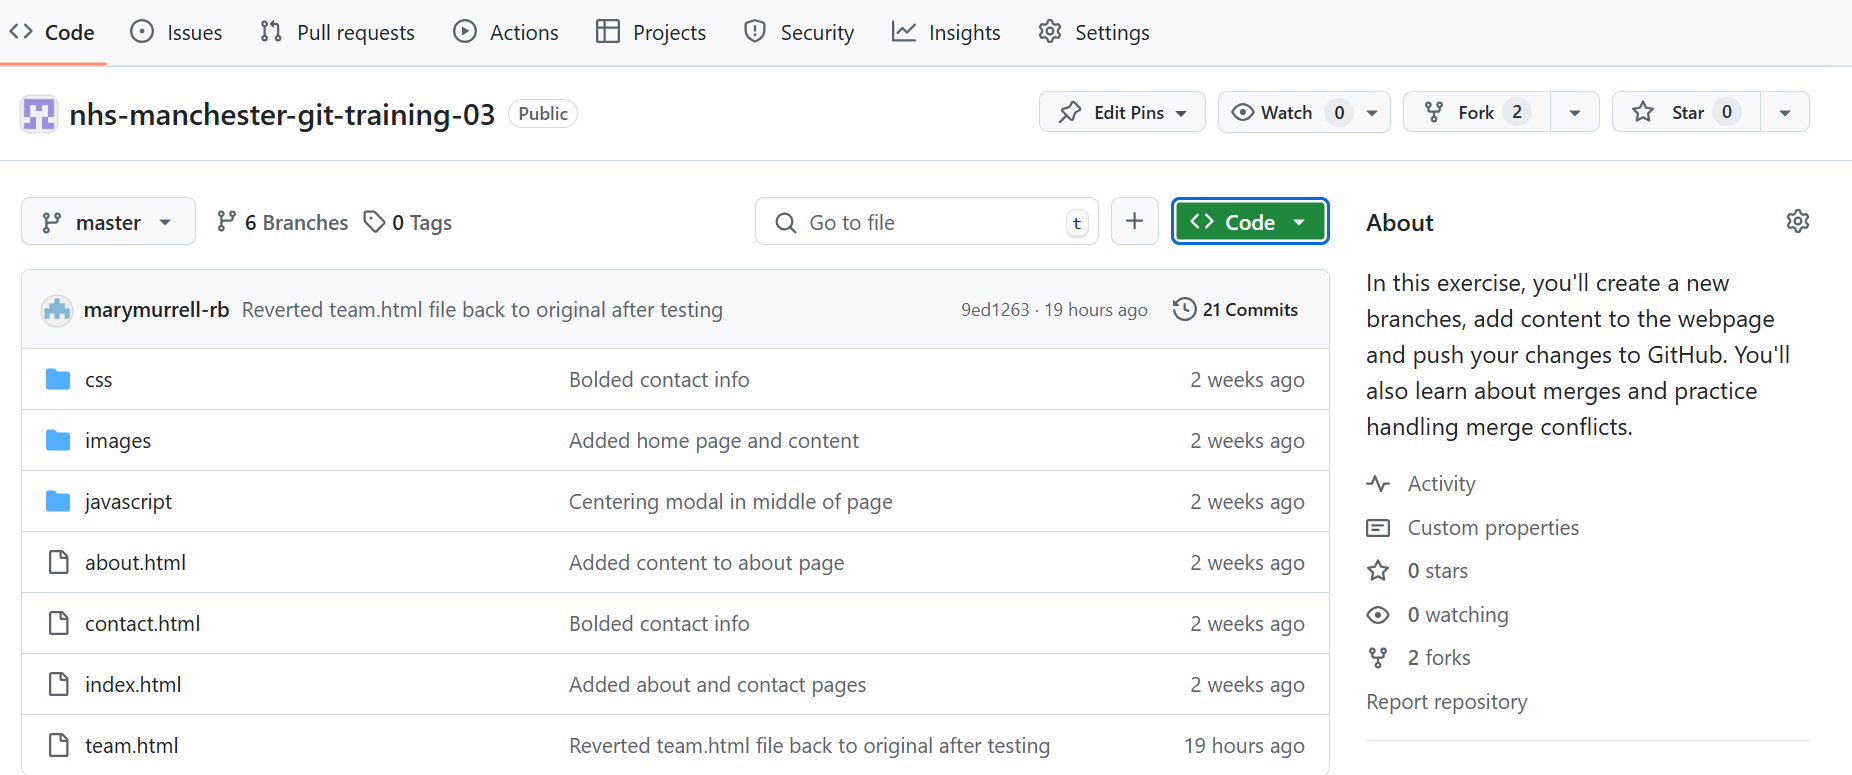 Code Issues Pull requests Actions Projects Security Insights Settings
nhs-manchester-git-training-03 Public Edit Pins Watch 0 Fork 2 Star 0
master 6 Branches 0 Tags Go to file t + Code
marymurrell-rb Reverted team.html file back to original after testing 9ed1263 · 19 hours ago 21 Commits
css Bolded contact info 2 weeks ago
images Added home page and content 2 weeks ago
javascript Centering modal in middle of page 2 weeks ago
about.html Added content to about page 2 weeks ago
contact.html Bolded contact info 2 weeks ago
index.html Added about and contact pages 2 weeks ago
team.html Reverted team.html file back to original after testing 19 hours ago
About
In this exercise, you'll create a new
branches, add content to the webpage
and push your changes to GitHub. You'll
also learn about merges and practice
handling merge conflicts.
Activity
Custom properties
0 stars
0 watching
2 forks
Report repository